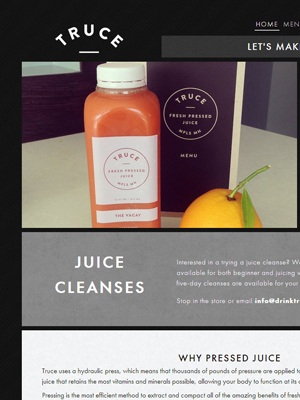 TRUCE
HOME
LET'S MAK
TRUCE
FRESH PRESSED
JUICE
MPLS MN
MENU
TRUCE
FRESH PRESSED
JUICE
MPLS MN
THE YACAY
JUICE
CLEANSES
Interested in a trying a juice cleanse? W
available for both beginner and juicing v
five-day cleanses are available for your
Stop in the store or email info@drinktr
WHY PRESSED JUICE
Truce uses a hydraulic press, which means that thousands of pounds of pressure are applied to
juice that retains the most vitamins and minerals possible, allowing your body to function at its o
Pressing is the most efficient method to extract and compact all of the amazing benefits of fresh